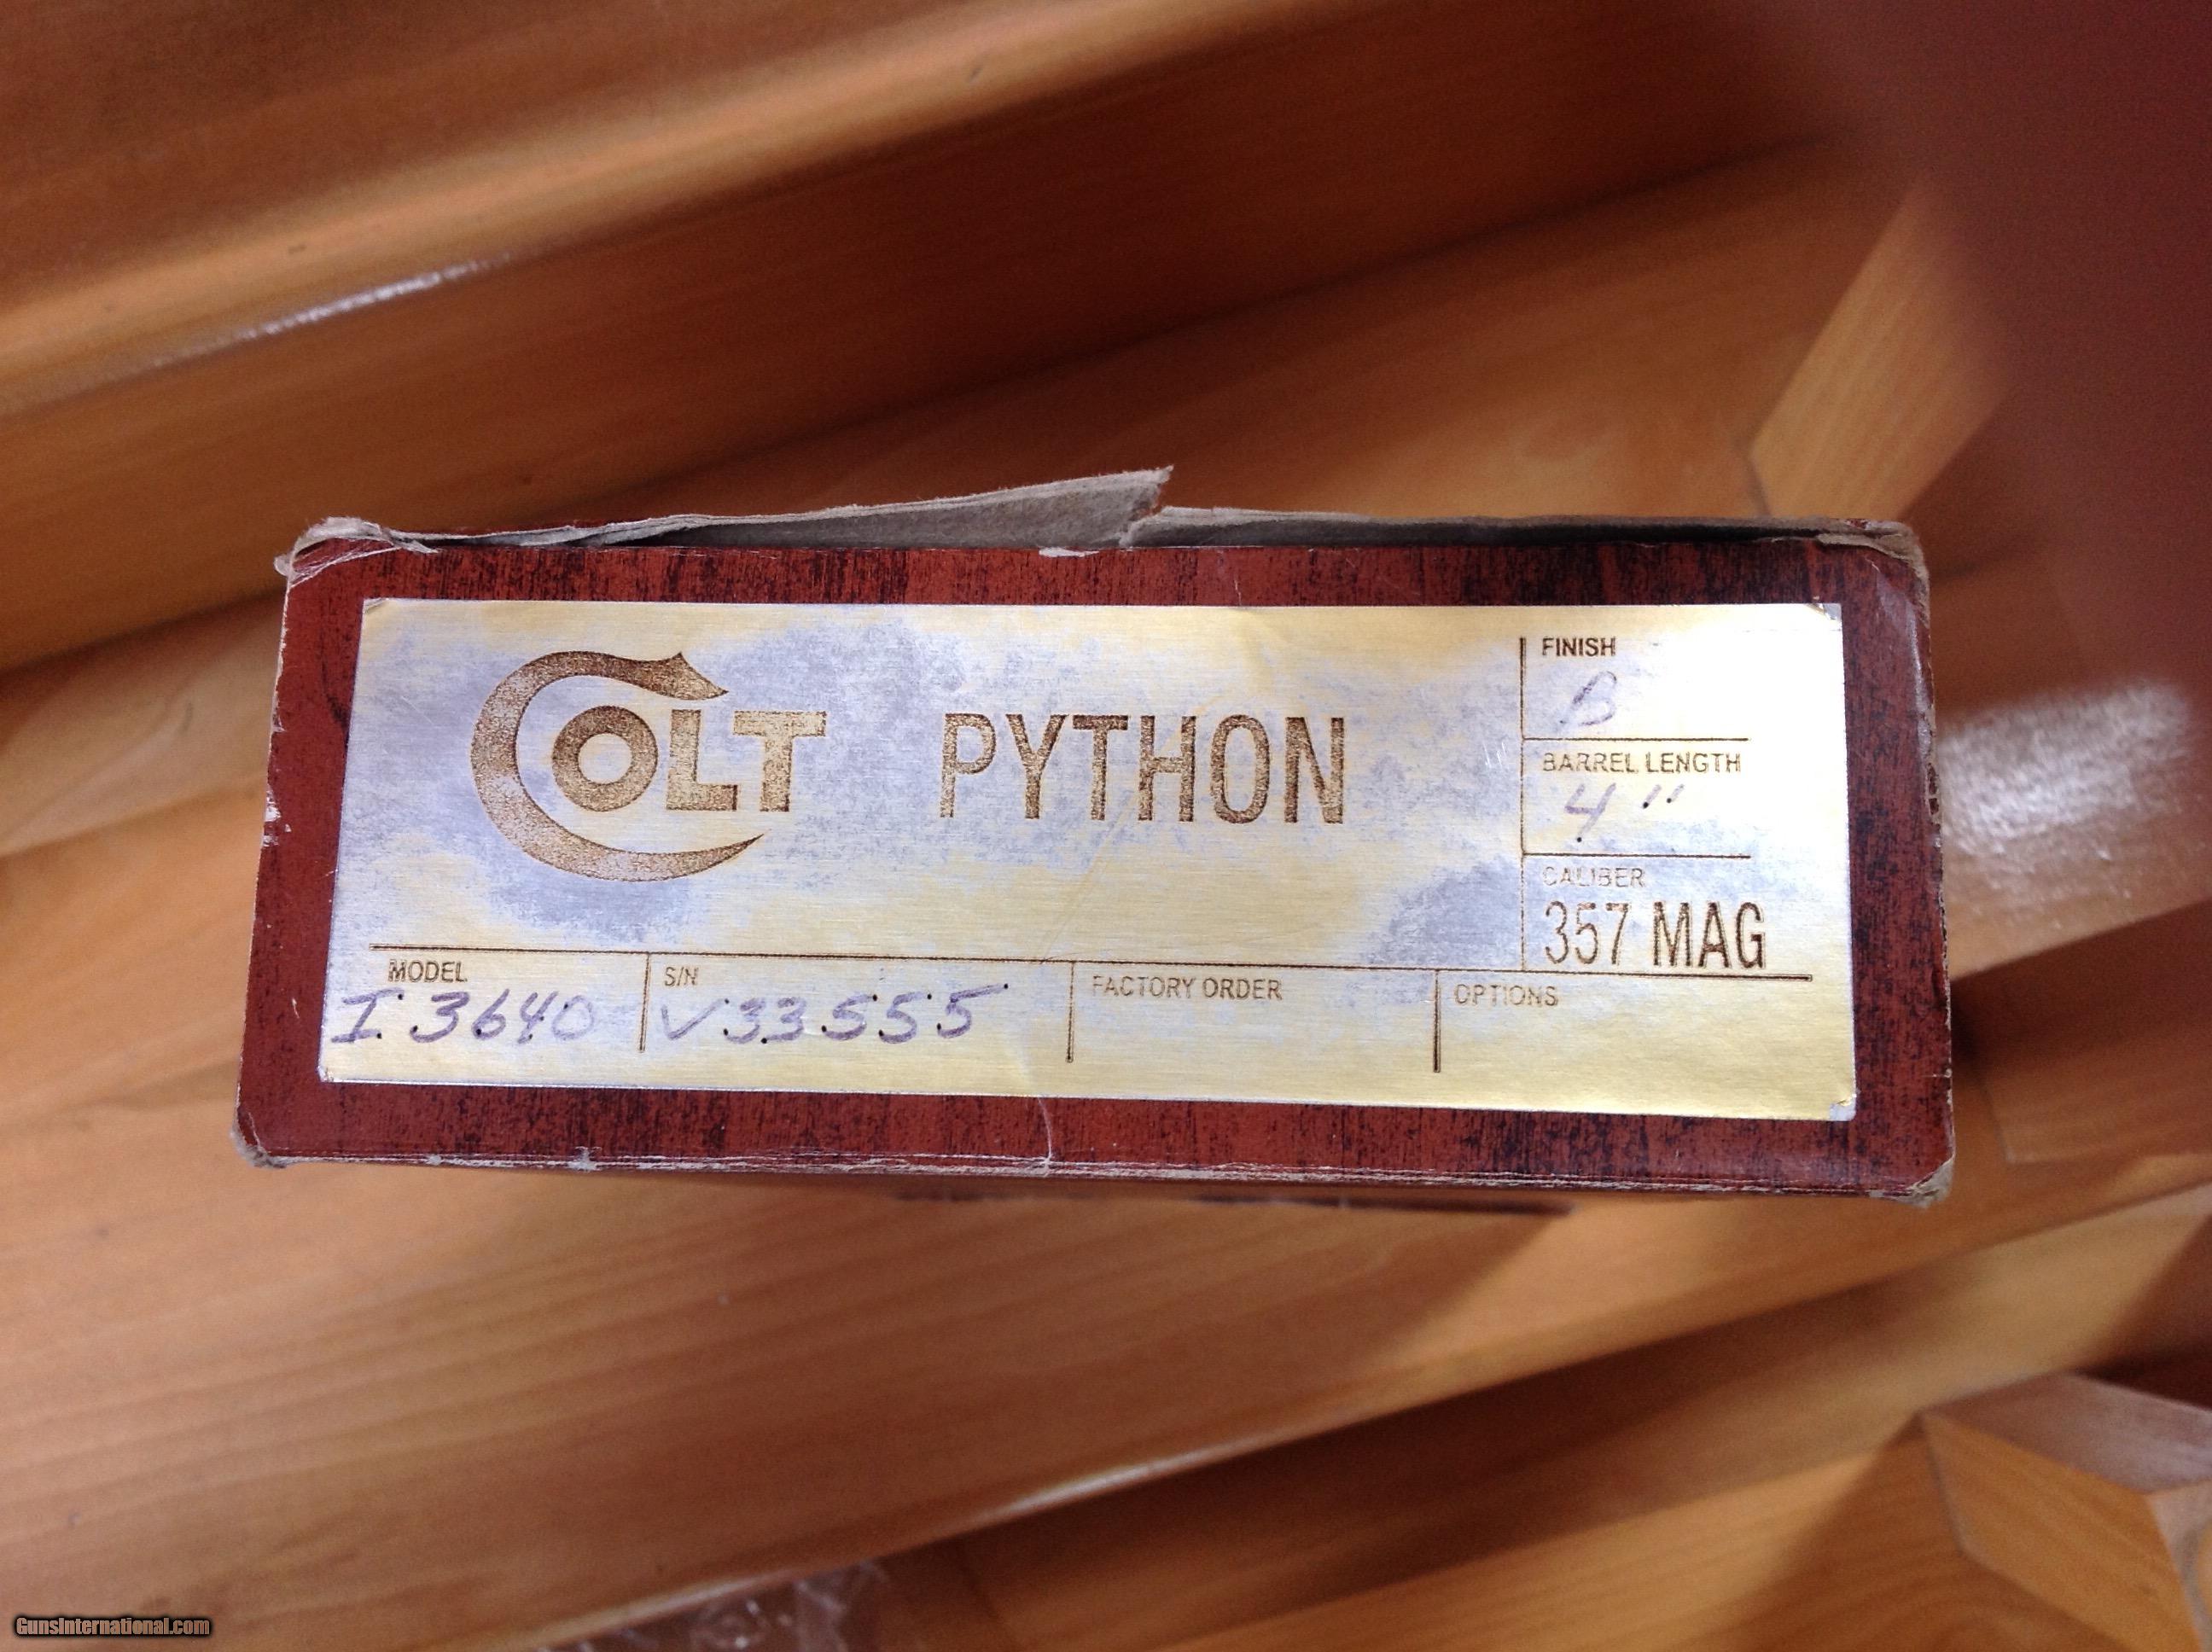 COLT PYTHON
FINISH
B
BARREL LENGTH
4"
CALIBER
357 MAG
MODEL
I 3640
S/N
V33555
FACTORY ORDER
OPTIONS
GunsInternational.com